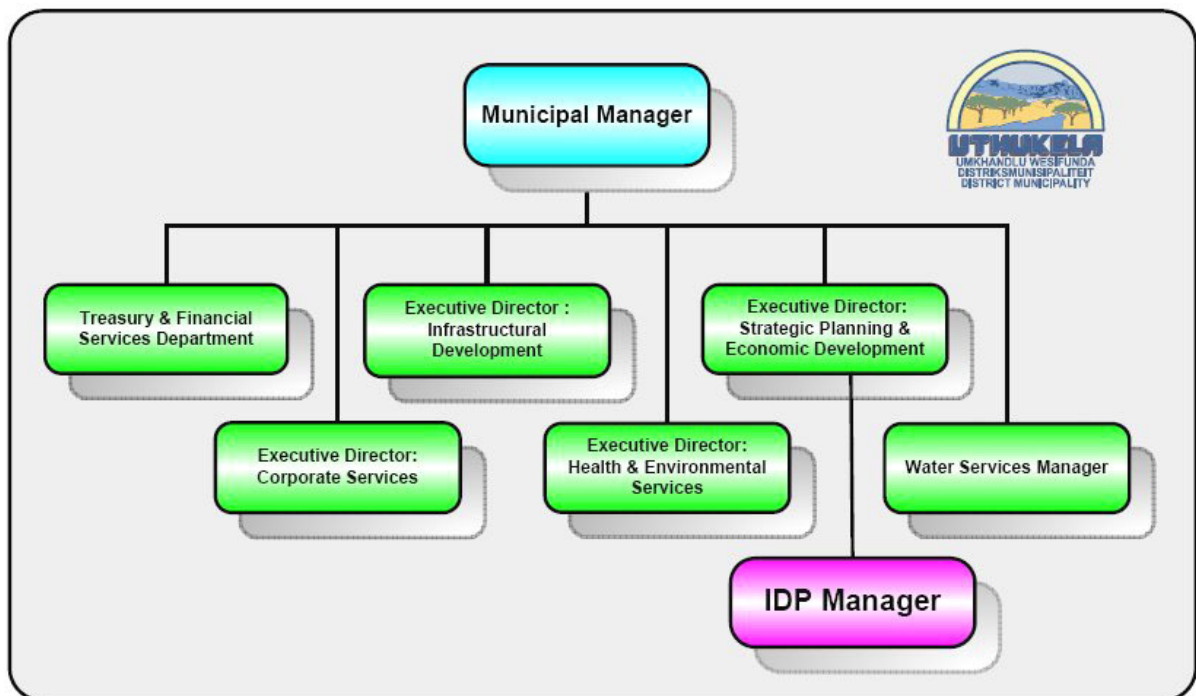 Municipal Manager
UTHUKELA
UMKHANDLU WESIFUNDA
DISTRIKSMUNISIPALITEIT
DISTRICT MUNICIPALITY
Treasury & Financial
Services Department
Executive Director :
Infrastructural
Development
Executive Director:
Strategic Planning &
Economic Development
Executive Director:
Corporate Services
Executive Director:
Health & Environmental
Services
Water Services Manager
IDP Manager